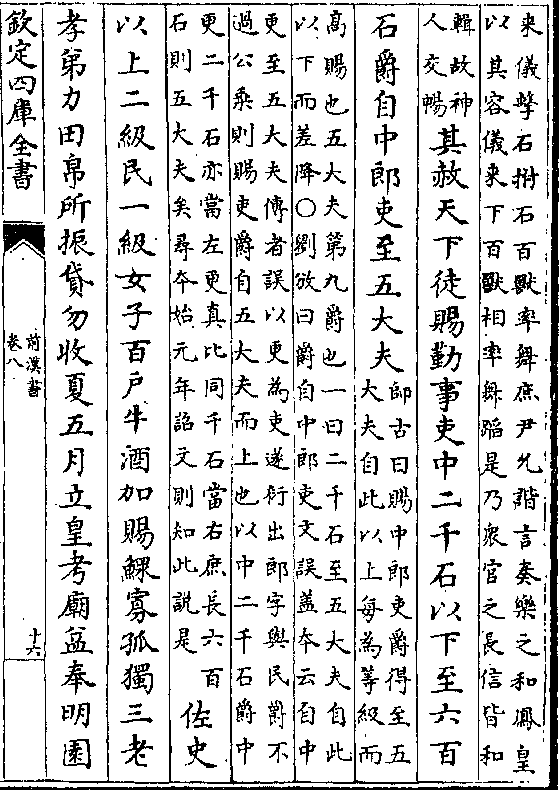 來儀擊石拊石百獸率舞庶尹允諧言奏樂之和鳳皇
以其容儀來下百獸相率舞蹈是乃衆官之長信皆和
輯故神
人交暢
其赦天下徒賜勤事吏中二千石以下至六百
石爵自中郎吏至五大夫
師古曰賜中郎吏爵得至五
大夫自此以上每為等級而
高賜也五大夫第九爵也一曰二千石至五大夫自此
以下而差降○劉攽曰爵自中郎吏文誤盖本云自中
更至五大夫傳者誤以更為吏遂衍出郎字與民爵不
過公乘則賜吏爵自五大夫而上也以中二千石爵中
更二千石亦當左更真比同千石當右庶長六百
石則五大夫矣尋本始元年詔文則知此說是
佐史
以上二級民一級女子百戶牛酒加賜鰥寡孤獨三老
孝弟力田帛所振貸勿收夏五月立皇考廟益奉明園
欽定四庫全書
前漢書
卷八
十六